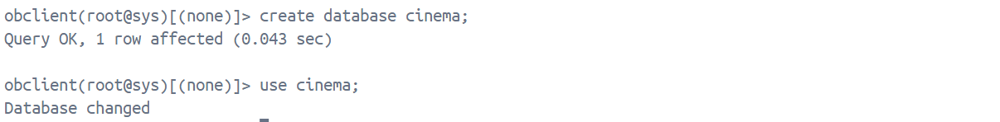 obclient(root@sys)[(none)]> create database cinema;
Query OK, 1 row affected (0.043 sec)
obclient(root@sys)[(none)]> use cinema;
Database changed